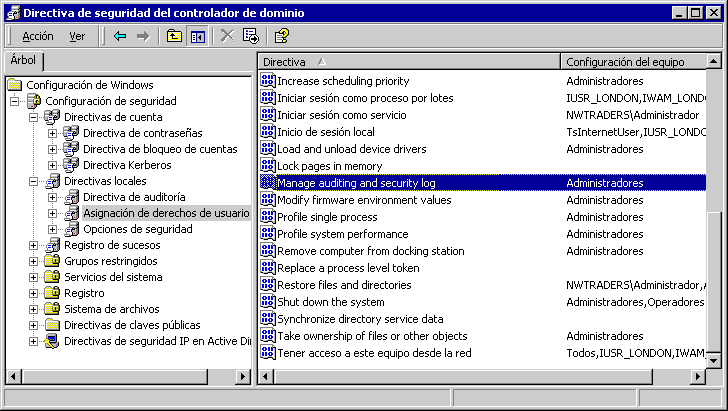 Directiva de seguridad del controlador de dominio
Acción Ver
Árbol
Configuración de Windows
Configuración de seguridad
Directivas de cuenta
Directiva de contraseñas
Directiva de bloqueo de cuentas
Directiva Kerberos
Directivas locales
Directiva de auditoría
Asignación de derechos de usuario
Opciones de seguridad
Registro de sucesos
Grupos restringidos
Servicios del sistema
Registro
Sistema de archivos
Directivas de claves públicas
Directivas de seguridad IP en Active Di
Directiva Configuración del equipo
Increase scheduling priority Administradores
Iniciar sesión como proceso por lotes IUSR_LONDON,IWAM_LOND
Iniciar sesión como servicio NWTRADERS\Administrador
Inicio de sesión local TsInternetUser,IUSR_LONDO
Load and unload device drivers Administradores
Lock pages in memory
Manage auditing and security log Administradores
Modify firmware environment values Administradores
Profile single process Administradores
Profile system performance Administradores
Remove computer from docking station Administradores
Replace a process level token
Restore files and directories NWTRADERS\Administrador,A
Shut down the system Administradores,Operadores
Synchronize directory service data
Take ownership of files or other objects Administradores
Tener acceso a este equipo desde la red Todos,IUSR_LONDON,IWAM_